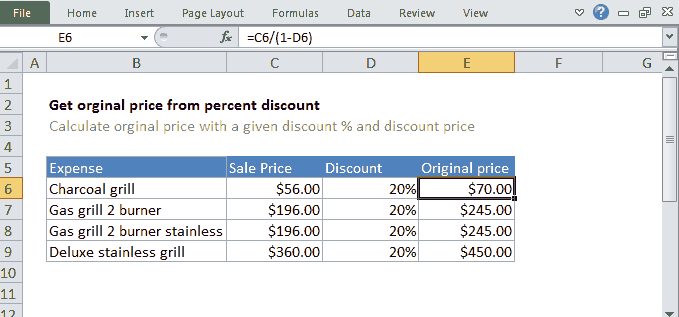 File Home Insert Page Layout Formulas Data Review View
E6 fx =C6/(1-D6)
A B C D E F G
1
2 Get orginal price from percent discount
3 Calculate orginal price with a given discount % and discount price
4
5 Expense Sale Price Discount Original price
6 Charcoal grill $56.00 20% $70.00
7 Gas grill 2 burner $196.00 20% $245.00
8 Gas grill 2 burner stainless $196.00 20% $245.00
9 Deluxe stainless grill $360.00 20% $450.00
10
11
12